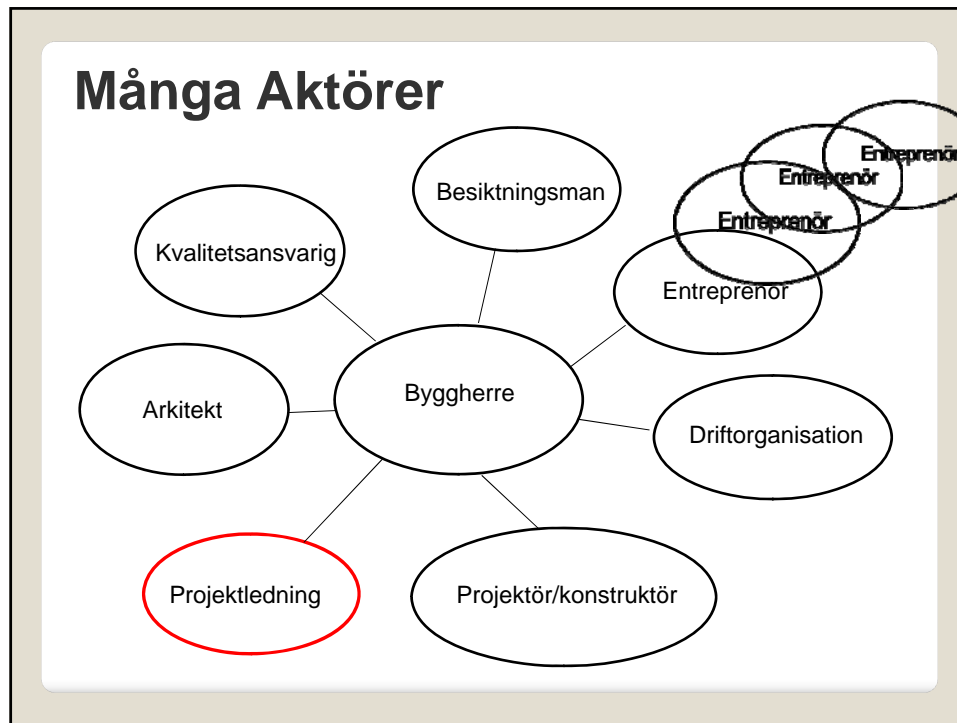 Många Aktörer
Entreprenör
Entreprenör
Entreprenör
Besiktningsman
Kvalitetsansvarig
Entreprenör
Byggherre
Arkitekt
Driftorganisation
Projektledning
Projektör/konstruktör